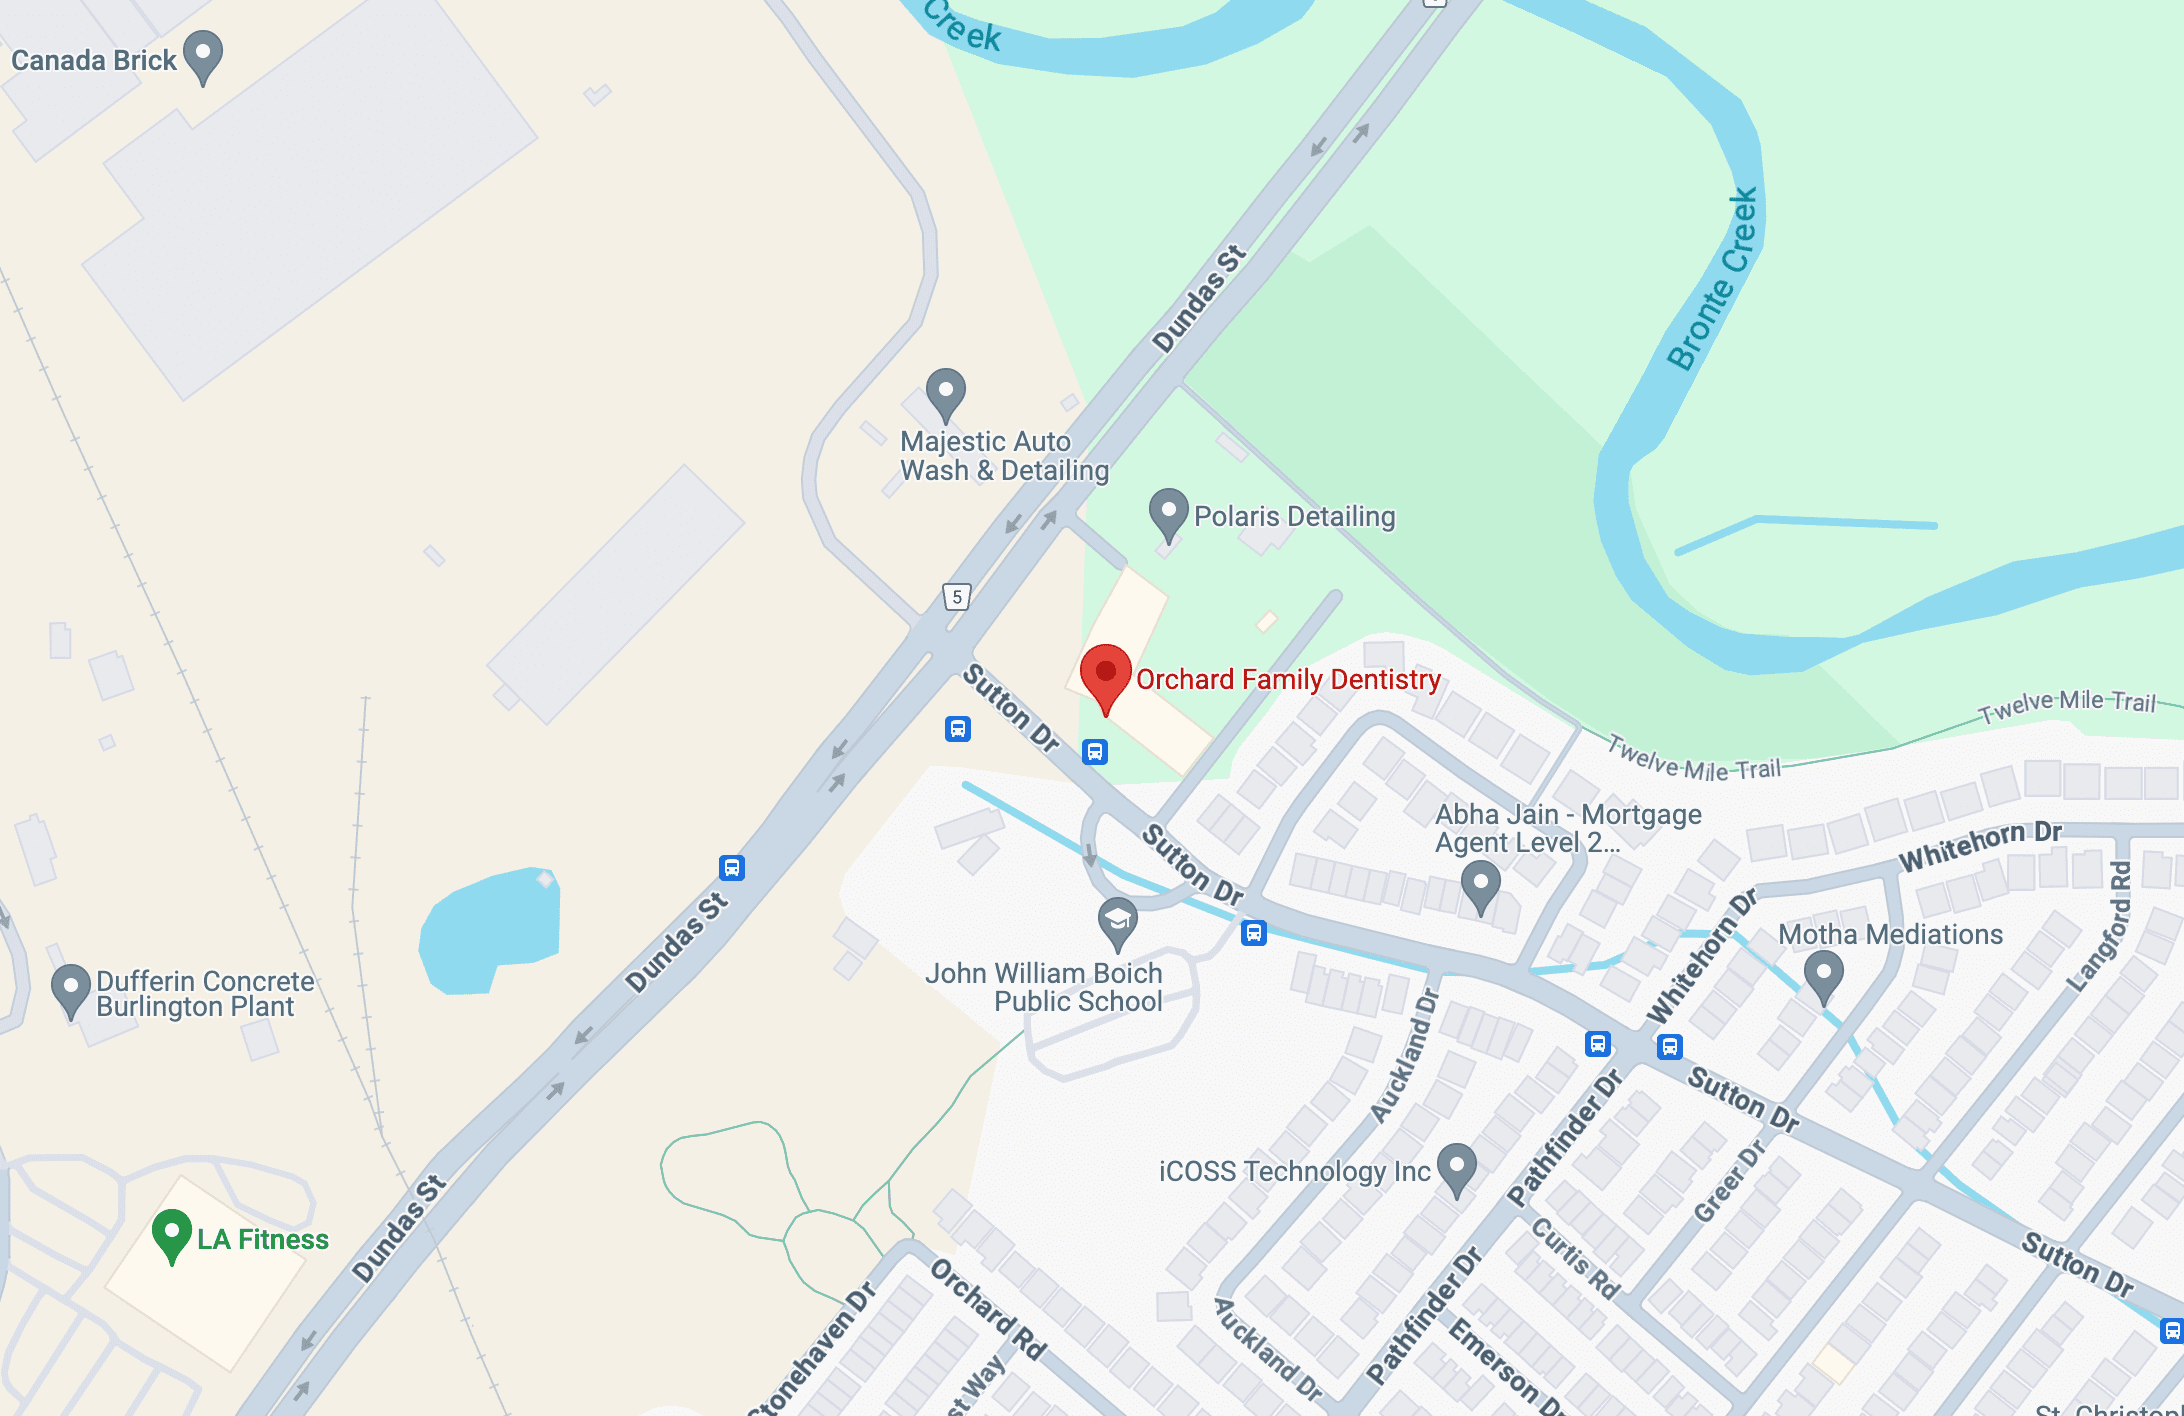 Creek
Canada Brick
Bronte Creek
Dundas St
Majestic Auto
Wash & Detailing
Polaris Detailing
5
Orchard Family Dentistry
Sutton Dr
Twelve Mile Trail
Twelve Mile Trail
Abha Jain - Mortgage
Agent Level 2...
Whitehorn Dr
Sutton Dr
Langford Rd
Dundas St
Whitehorn Dr
Motha Mediations
John William Boich
Public School
Dufferin Concrete
Burlington Plant
Auckland Dr
Sutton Dr
Pathfinder Dr
iCOSS Technology Inc
Greer Dr
Dundas St
LA Fitness
Curtis Rd
Sutton Dr
Orchard Rd
Stonehaven Dr
Auckland Dr
Pathfinder Dr
Emerson Dr
st Way